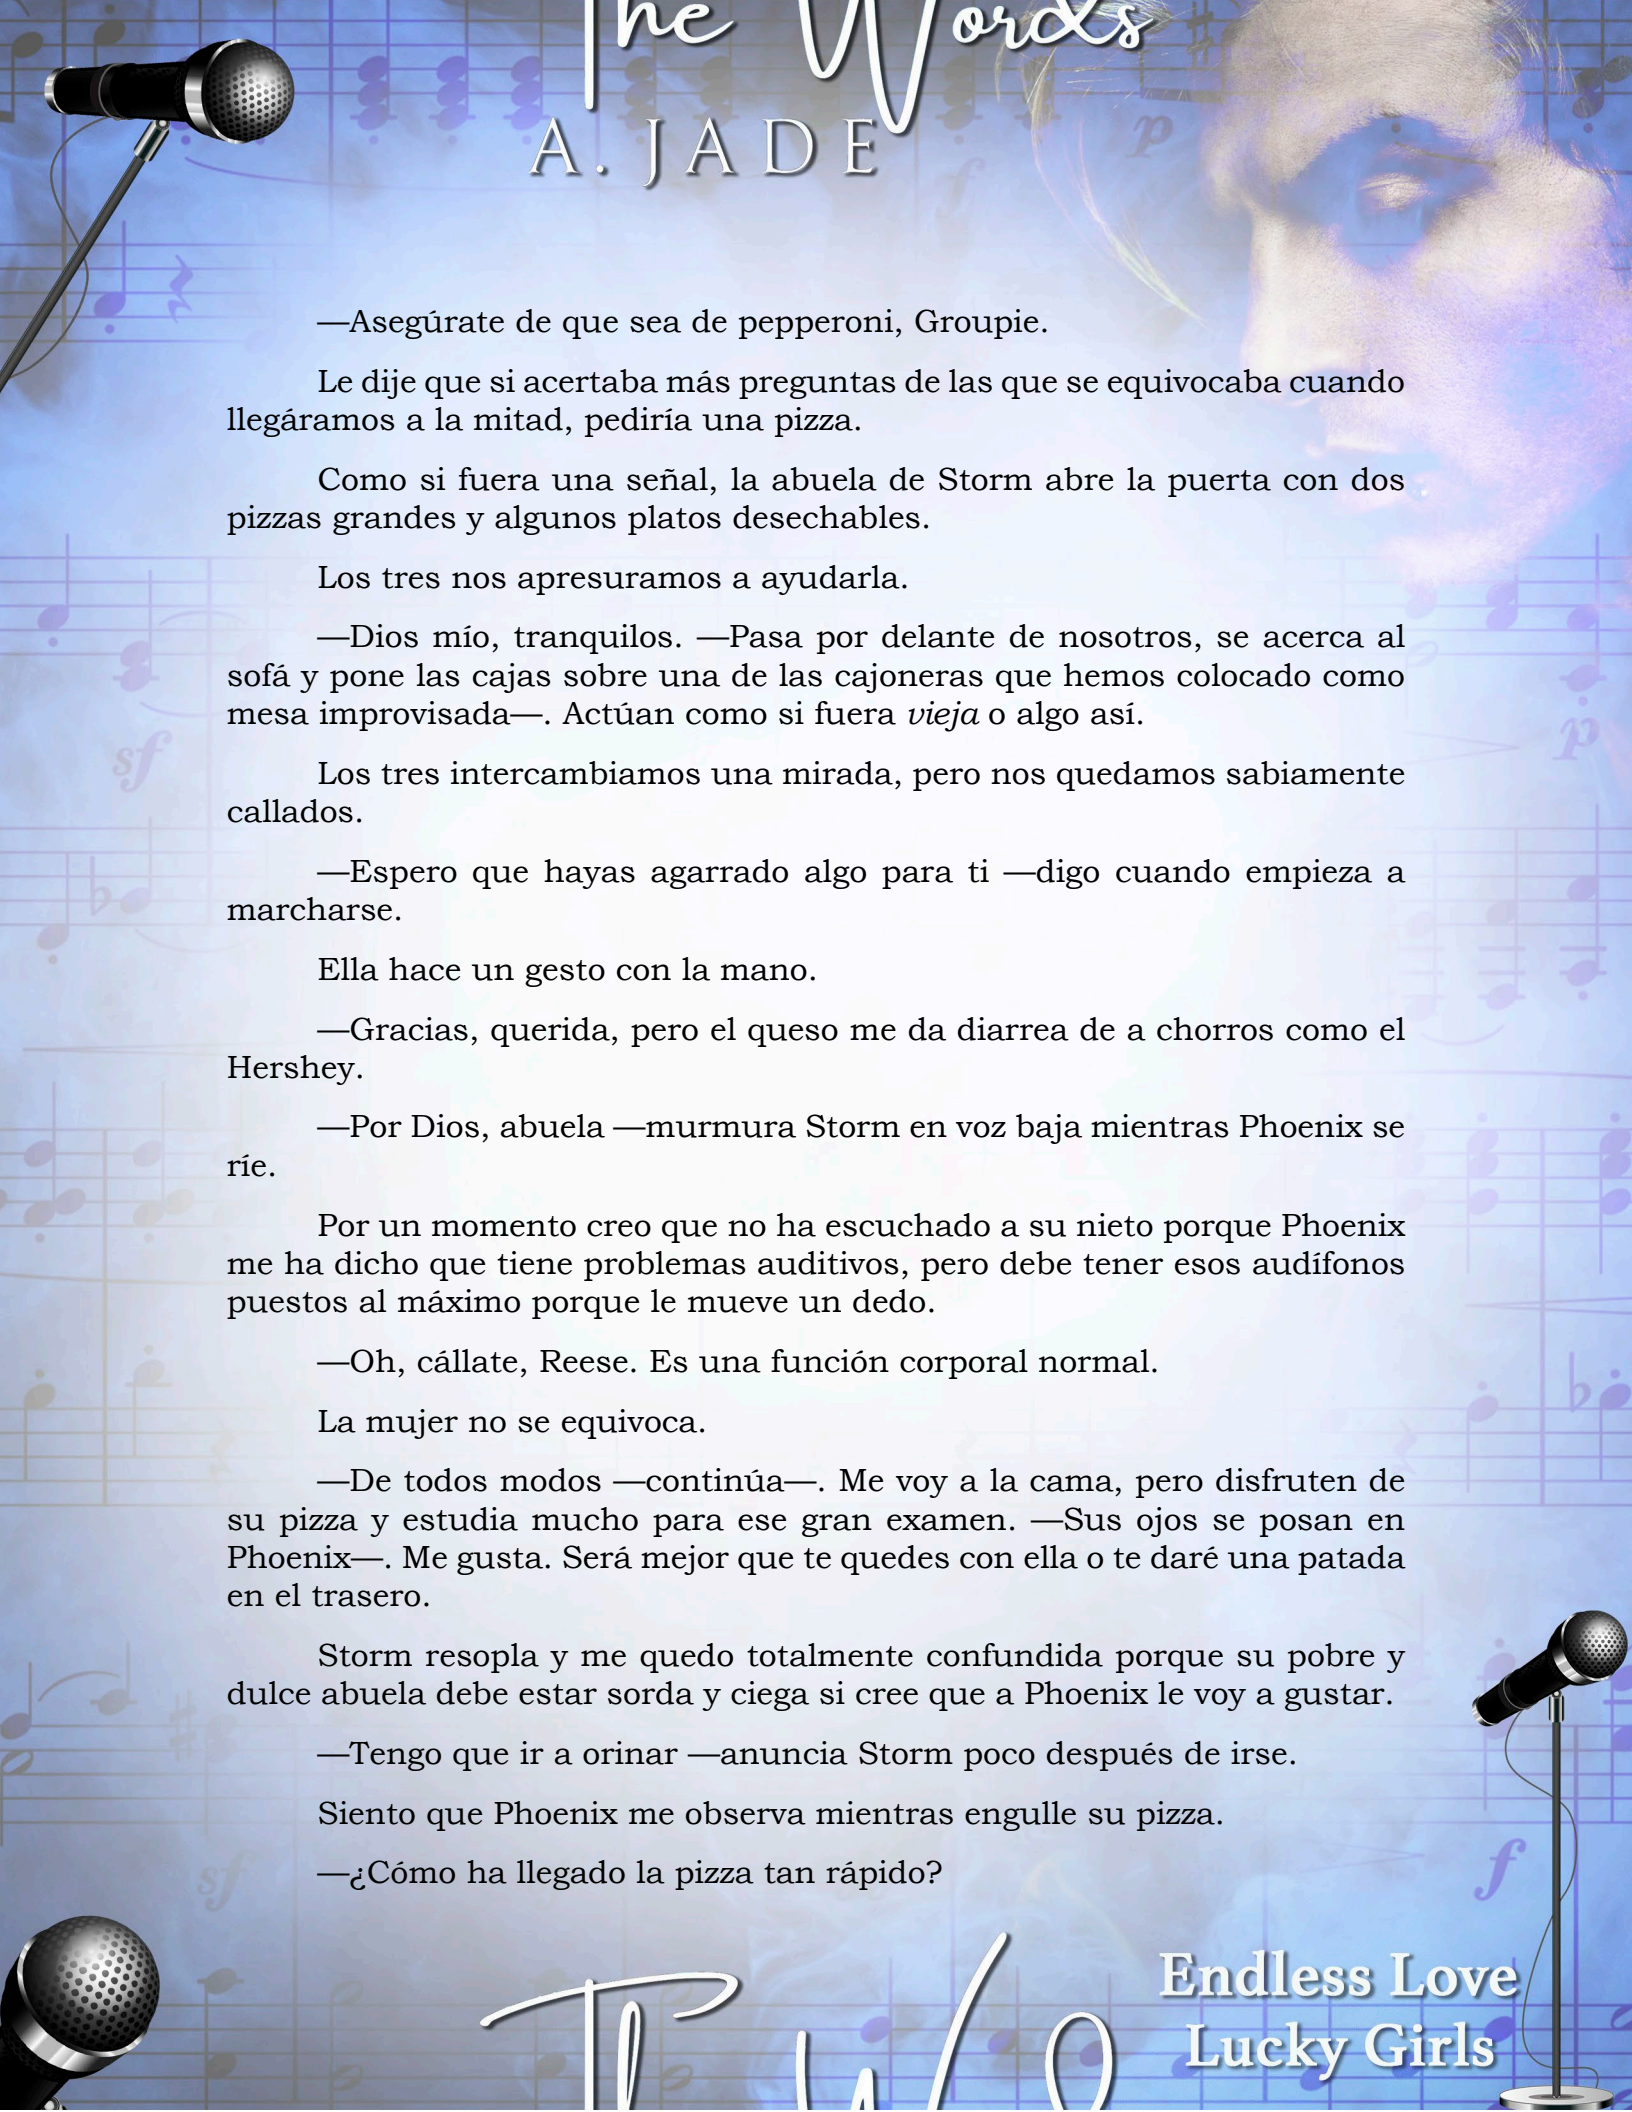 The Words
A. JADE
—Asegúrate de que sea de pepperoni, Groupie.
Le dije que si acertaba más preguntas de las que se equivocaba cuando
llegáramos a la mitad, pediría una pizza.
Como si fuera una señal, la abuela de Storm abre la puerta con dos
pizzas grandes y algunos platos desechables.
Los tres nos apresuramos a ayudarla.
—Dios mío, tranquilos. —Pasa por delante de nosotros, se acerca al
sofá y pone las cajas sobre una de las cajoneras que hemos colocado como
mesa improvisada—. Actúan como si fuera vieja o algo así.
Los tres intercambiamos una mirada, pero nos quedamos sabiamente
callados.
—Espero que hayas agarrado algo para ti —digo cuando empieza a
marcharse.
Ella hace un gesto con la mano.
—Gracias, querida, pero el queso me da diarrea de a chorros como el
Hershey.
—Por Dios, abuela —murmura Storm en voz baja mientras Phoenix se
ríe.
Por un momento creo que no ha escuchado a su nieto porque Phoenix
me ha dicho que tiene problemas auditivos, pero debe tener esos audífonos
puestos al máximo porque le mueve un dedo.
—Oh, cállate, Reese. Es una función corporal normal.
La mujer no se equivoca.
—De todos modos —continúa—. Me voy a la cama, pero disfruten de
su pizza y estudia mucho para ese gran examen. —Sus ojos se posan en
Phoenix—. Me gusta. Será mejor que te quedes con ella o te daré una patada
en el trasero.
Storm resopla y me quedo totalmente confundida porque su pobre y
dulce abuela debe estar sorda y ciega si cree que a Phoenix le voy a gustar.
—Tengo que ir a orinar —anuncia Storm poco después de irse.
Siento que Phoenix me observa mientras engulle su pizza.
—¿Cómo ha llegado la pizza tan rápido?
Endless Love
Lucky Girls